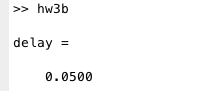 >> hw3b
delay =
0.0500